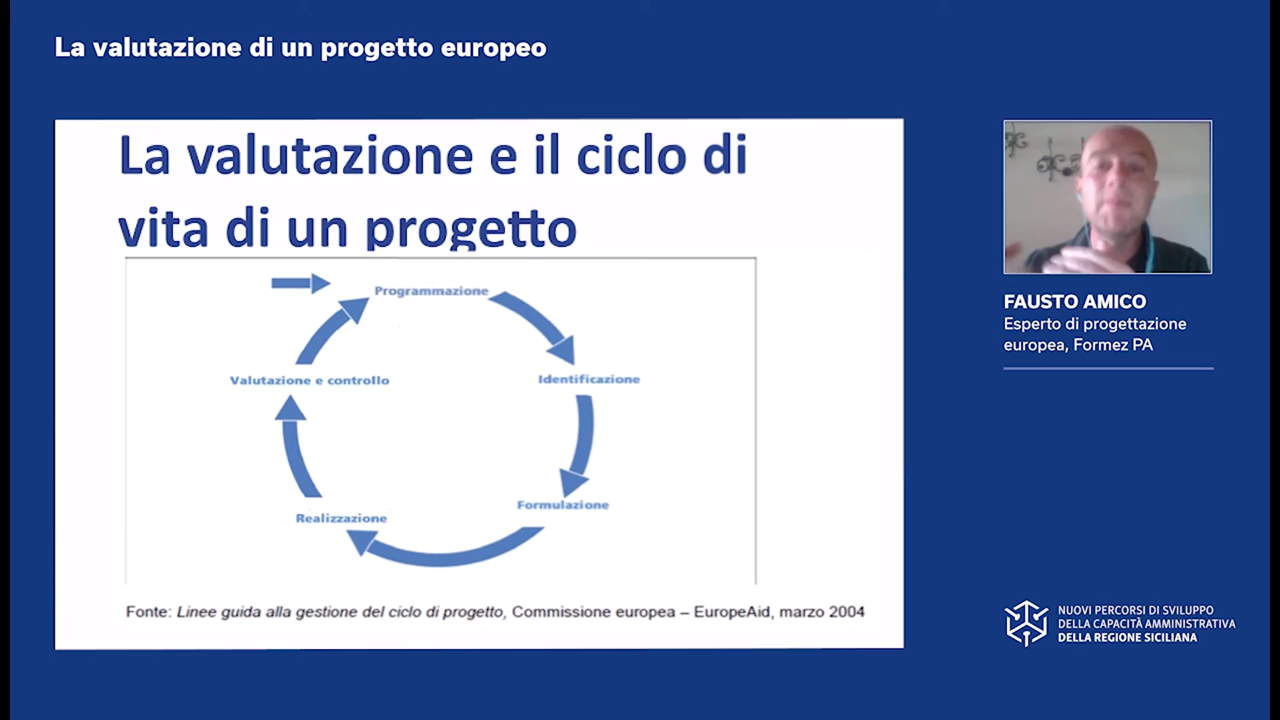 La valutazione di un progetto europeo
La valutazione e il ciclo di
vita di un progetto
Programmazione
Identificazione
Formulazione
Realizzazione
Valutazione e controllo
Fonte: Linee guida alla gestione del ciclo di progetto, Commissione europea – EuropeAid, marzo 2004
FAUSTO AMICO
Esperto di progettazione
europea, Formez PA
NUOVI PERCORSI DI SVILUPPO
DELLA CAPACITÀ AMMINISTRATIVA
DELLA REGIONE SICILIANA